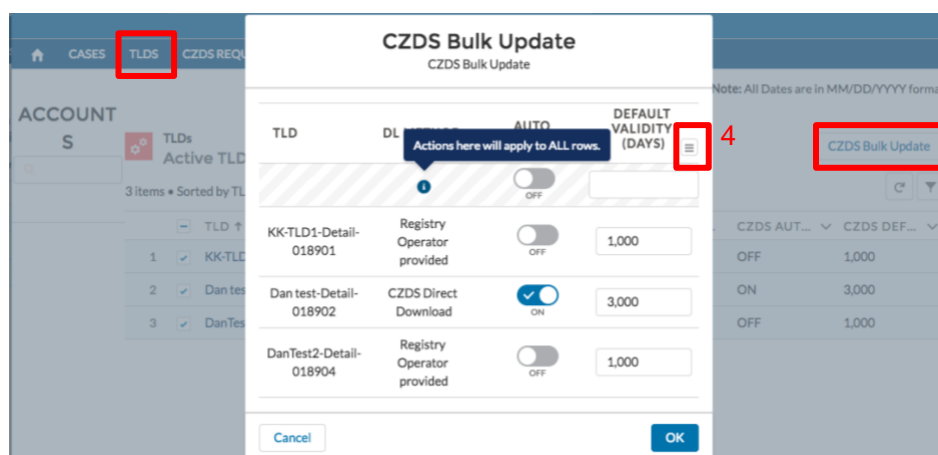 CASES TLDS CZDS REQU
Note: All Dates are in MM/DD/YYYY forma
ACCOUNT
S
TLDs
Active TLD
3 items • Sorted by TL
CZDS Bulk Update
TLD ↑
CZDS AUT... CZDS DEF...
1 KK-TLD OFF 1,000
2 Dan tes ON 3,000
3 DanTes OFF 1,000
CZDS Bulk Update
CZDS Bulk Update
TLD DL METHOD AUTO
DEFAULT
VALIDITY
(DAYS)
4
Actions here will apply to ALL rows.
OFF
KK-TLD1-Detail-
018901
Registry
Operator
provided
OFF
1,000
Dan test-Detail-
018902
CZDS Direct
Download
ON
3,000
DanTest2-Detail-
018904
Registry
Operator
provided
OFF
1,000
Cancel OK